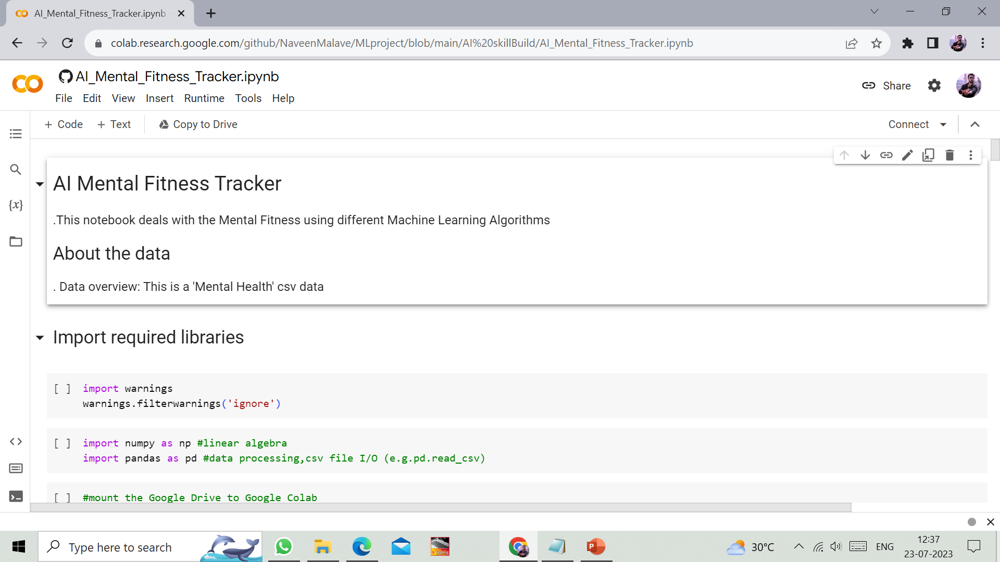 AI_Mental_Fitness_Tracker.ipynb
colab.research.google.com/github/NaveenMalave/MLproject/blob/main/AI%20skillBuild/AI_Mental_Fitness_Tracker.ipynb
AI_Mental_Fitness_Tracker.ipynb
Share
File Edit View Insert Runtime Tools Help
+ Code + Text Copy to Drive Connect
{x}
AI Mental Fitness Tracker
.This notebook deals with the Mental Fitness using different Machine Learning Algorithms
About the data
. Data overview: This is a 'Mental Health' csv data
Import required libraries
[ ] import warnings
warnings.filterwarnings('ignore')
[ ] import numpy as np #linear algebra
import pandas as pd #data processing,csv file I/O (e.g.pd.read_csv)
[ ] #mount the Google Drive to Google Colab
Type here to search
30°C
ENG
12:37
23-07-2023